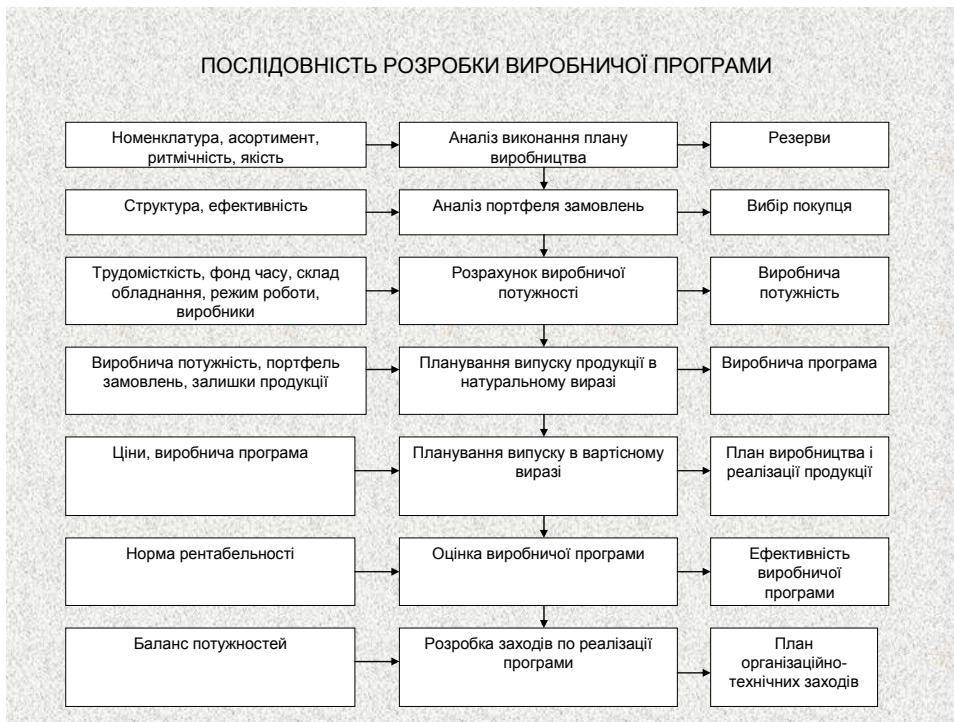 ПОСЛІДОВНІСТЬ РОЗРОБКИ ВИРОБНИЧОЇ ПРОГРАМИ
Номенклатура, асортимент,
ритмічність, якість
Аналіз виконання плану
виробництва
Резерви
Структура, ефективність
Аналіз портфеля замовлень
Вибір покупця
Трудомісткість, фонд часу, склад
обладнання, режим роботи,
виробники
Розрахунок виробничої
потужності
Виробнича
потужність
Виробнича потужність, портфель
замовлень, залишки продукції
Планування випуску продукції в
натуральному виразі
Виробнича програма
Ціни, виробнича програма
Планування випуску в вартісному
виразі
План виробництва і
реалізації продукції
Норма рентабельності
Оцінка виробничої програми
Ефективність
виробничої
програми
Баланс потужностей
Розробка заходів по реалізації
програми
План
організаційно-
технічних заходів